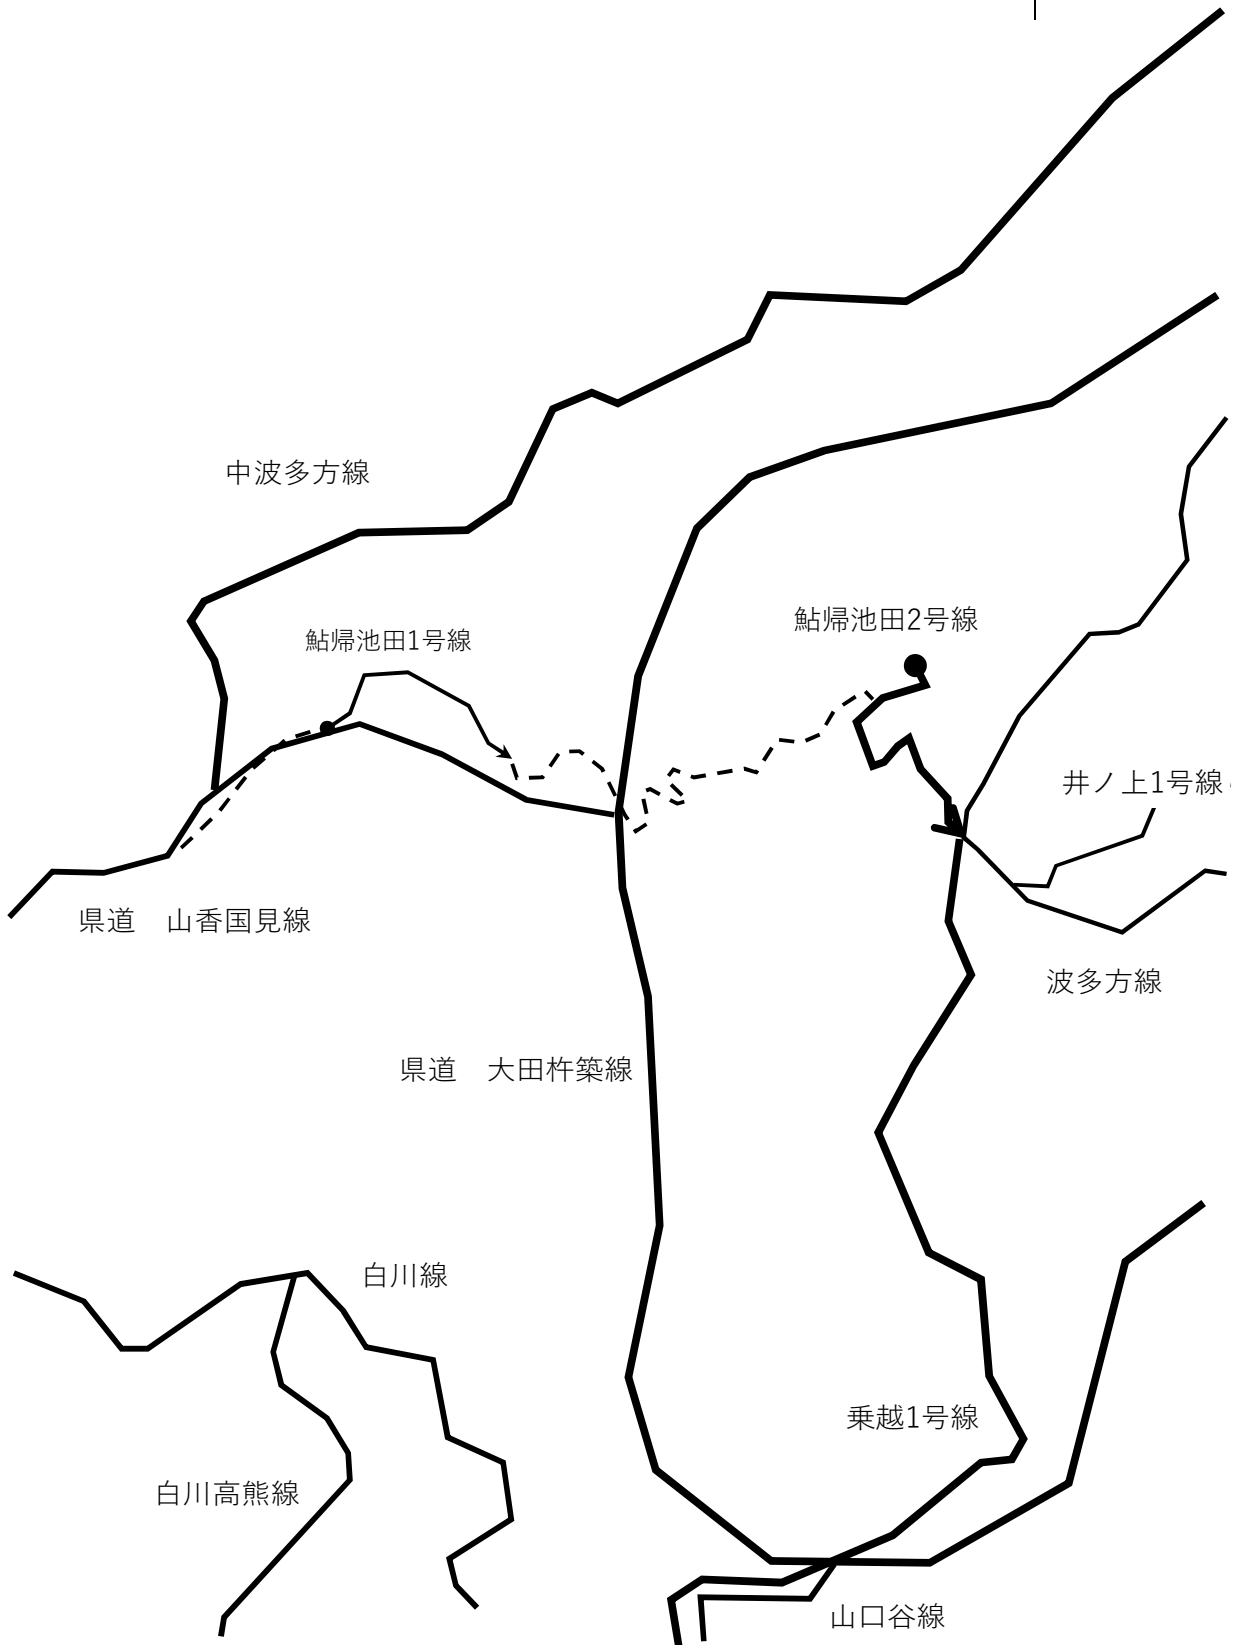 中波多方線
鮎帰池田2号線
鮎帰池田1号線
井ノ上1号線
県道　山香国見線
波多方線
県道　大田杵築線
白川線
乗越1号線
白川高熊線
山口谷線